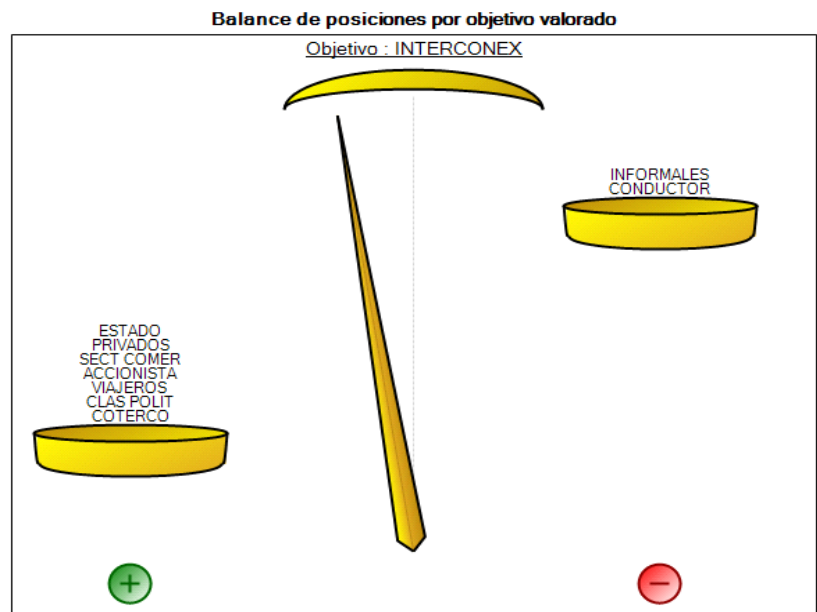 Balance de posiciones por objetivo valorado
Objetivo : INTERCONEX
INFORMALES
CONDUCTOR
ESTADO
PRIVADOS
SECT COMER
ACCIONISTA
VIAJEROS
CLAS POLIT
COTERCO
+
−